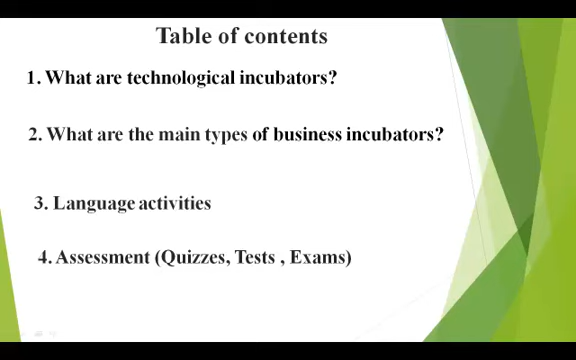 Table of contents
1. What are technological incubators?
2. What are the main types of business incubators?
3. Language activities
4. Assessment (Quizzes, Tests , Exams)